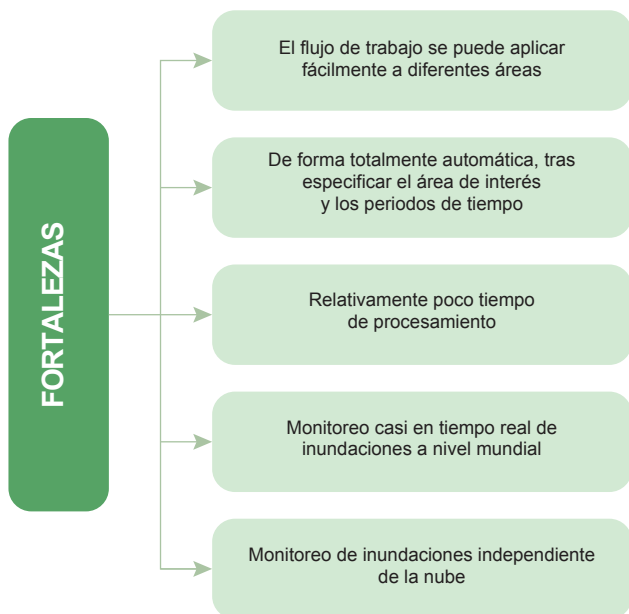 FORTALEZAS
El flujo de trabajo se puede aplicar
fácilmente a diferentes áreas
De forma totalmente automática, tras
especificar el área de interés
y los periodos de tiempo
Relativamente poco tiempo
de procesamiento
Monitoreo casi en tiempo real de
inundaciones a nivel mundial
Monitoreo de inundaciones independiente
de la nube